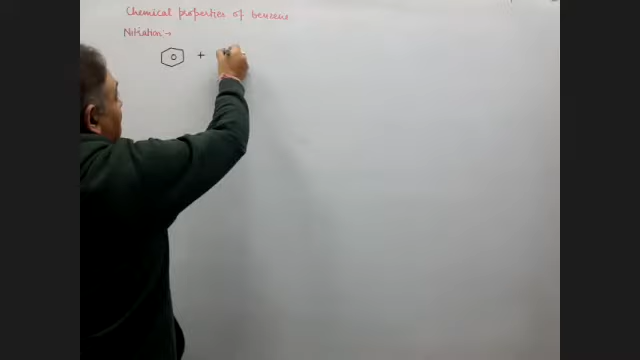 Chemical properties of benzene
Nitration →
+